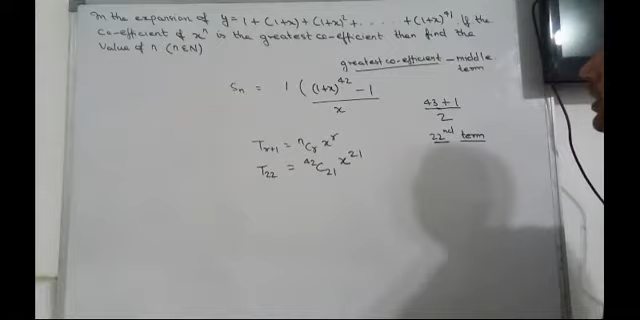 In the expansion of y = 1 + (1+x) + (1+x)² + . . . . . + (1+x)⁴¹. If the
co-efficient of xⁿ is the greatest co-efficient then find the
value of n (n∈N)
greatest co-efficient – middle term
Sₙ = 1 ( (1+x)⁴² – 1
x
43 + 1
2
22ⁿᵈ term
Tᵣ₊₁ = ⁿCᵣ xʳ
T₂₂ = ⁴²C₂₁ x²¹